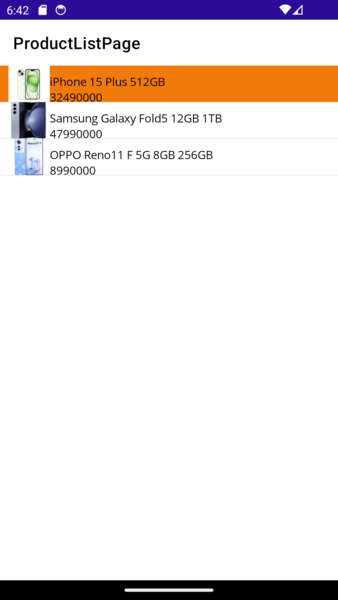 6:42
ProductListPage
iPhone 15 Plus 512GB
32490000
Samsung Galaxy Fold5 12GB 1TB
47990000
OPPO Reno11 F 5G 8GB 256GB
8990000